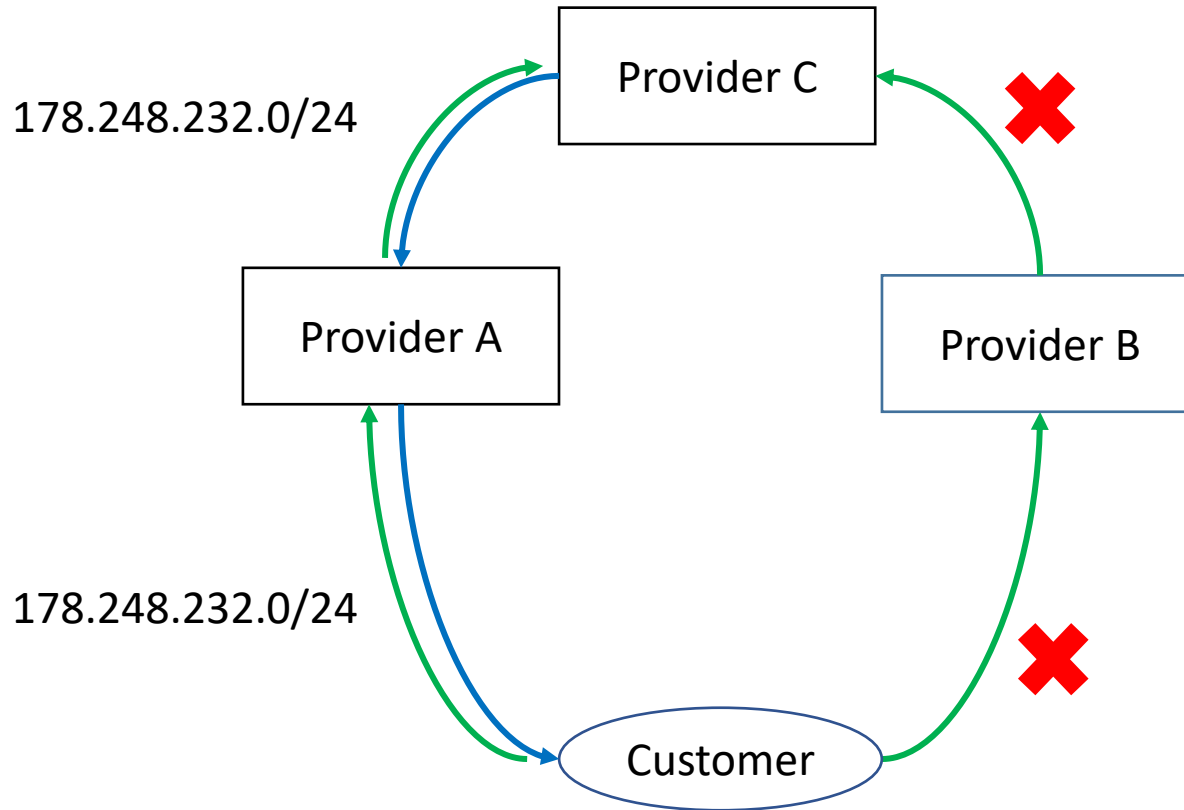 Provider C
178.248.232.0/24
Provider A
Provider B
178.248.232.0/24
Customer